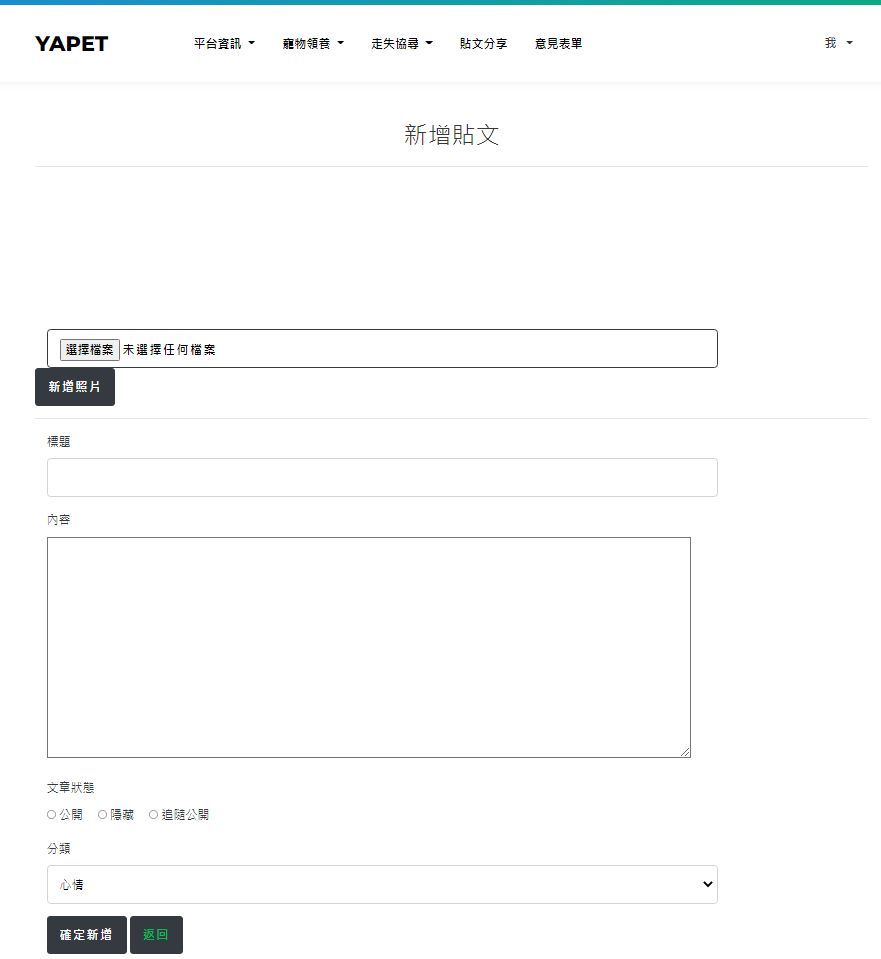 YAPET 平台資訊 寵物領養 走失協尋 貼文分享 意見表單 我
新增貼文
選擇檔案 未選擇任何檔案
新增照片
標題
內容
文章狀態
公開 隱藏 追隨公開
分類
心情
確定新增 返回